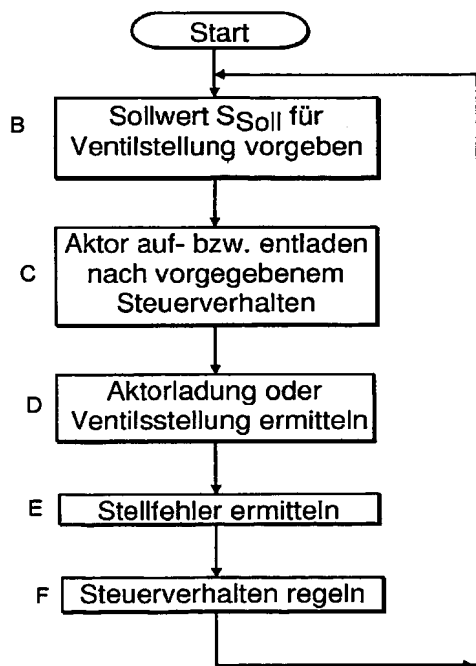 Start
B
Sollwert SSoll für
Ventilstellung vorgeben
C
Aktor auf- bzw. entladen
nach vorgegebenem
Steuerverhalten
D
Aktorladung oder
Ventilsstellung ermitteln
E
Stellfehler ermitteln
F
Steuerverhalten regeln